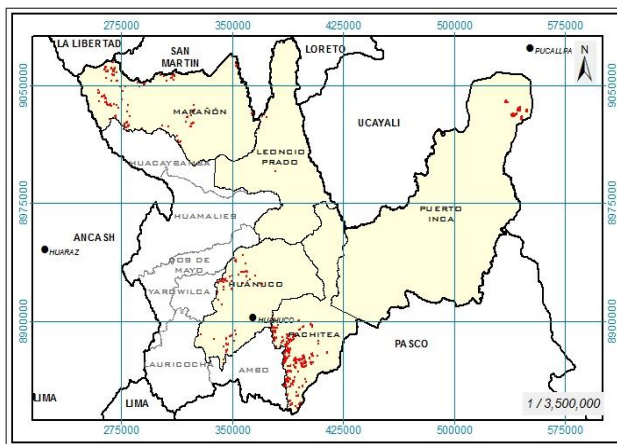 275000 350000 425000 500000 575000
LA LIBERTAD
SAN
MARTIN
LORETO
PUCALLPA
N
9050000
9050000
MARAÑÓN
UCAYALI
LEONCIO
PRADO
HUACAYBAMBA
8975000
8975000
HUAMALIES
PUERTO
INCA
ANCASH
HUARAZ
DOS DE
MAYO
YAROWILCA
HUANUCO
HUANUCO
8900000
8900000
PACHITEA
PASCO
LAURICOCHA
AMBO
LIMA
LIMA
1 / 3,500,000
275000 350000 425000 500000 575000